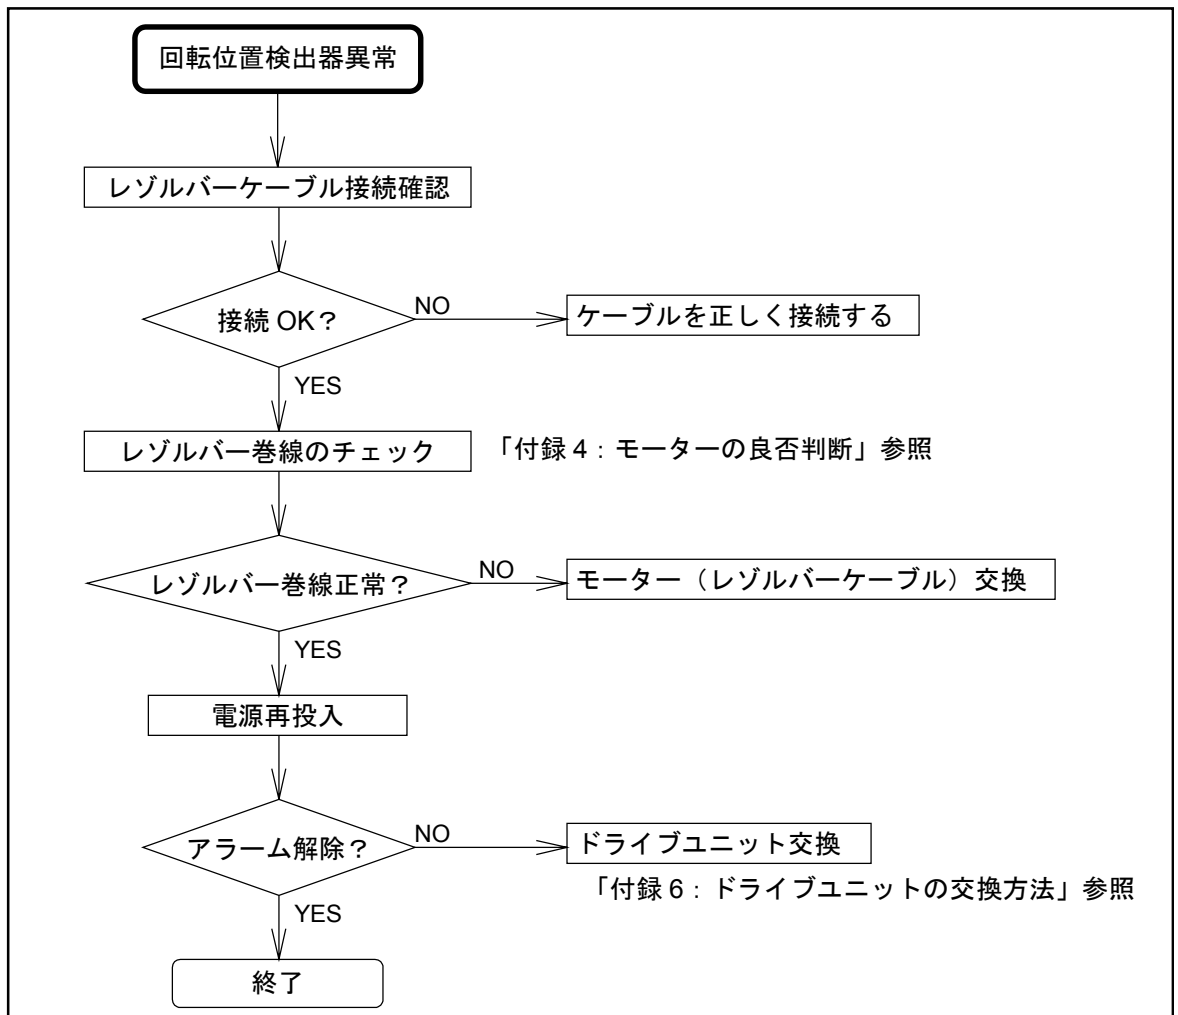 回転位置検出器異常
レゾルバーケーブル接続確認
接続 OK？
NO
ケーブルを正しく接続する
YES
レゾルバー巻線のチェック
「付録 4：モーターの良否判断」参照
レゾルバー巻線正常？
NO
モーター（レゾルバーケーブル）交換
YES
電源再投入
アラーム解除？
NO
ドライブユニット交換
「付録 6：ドライブユニットの交換方法」参照
YES
終了